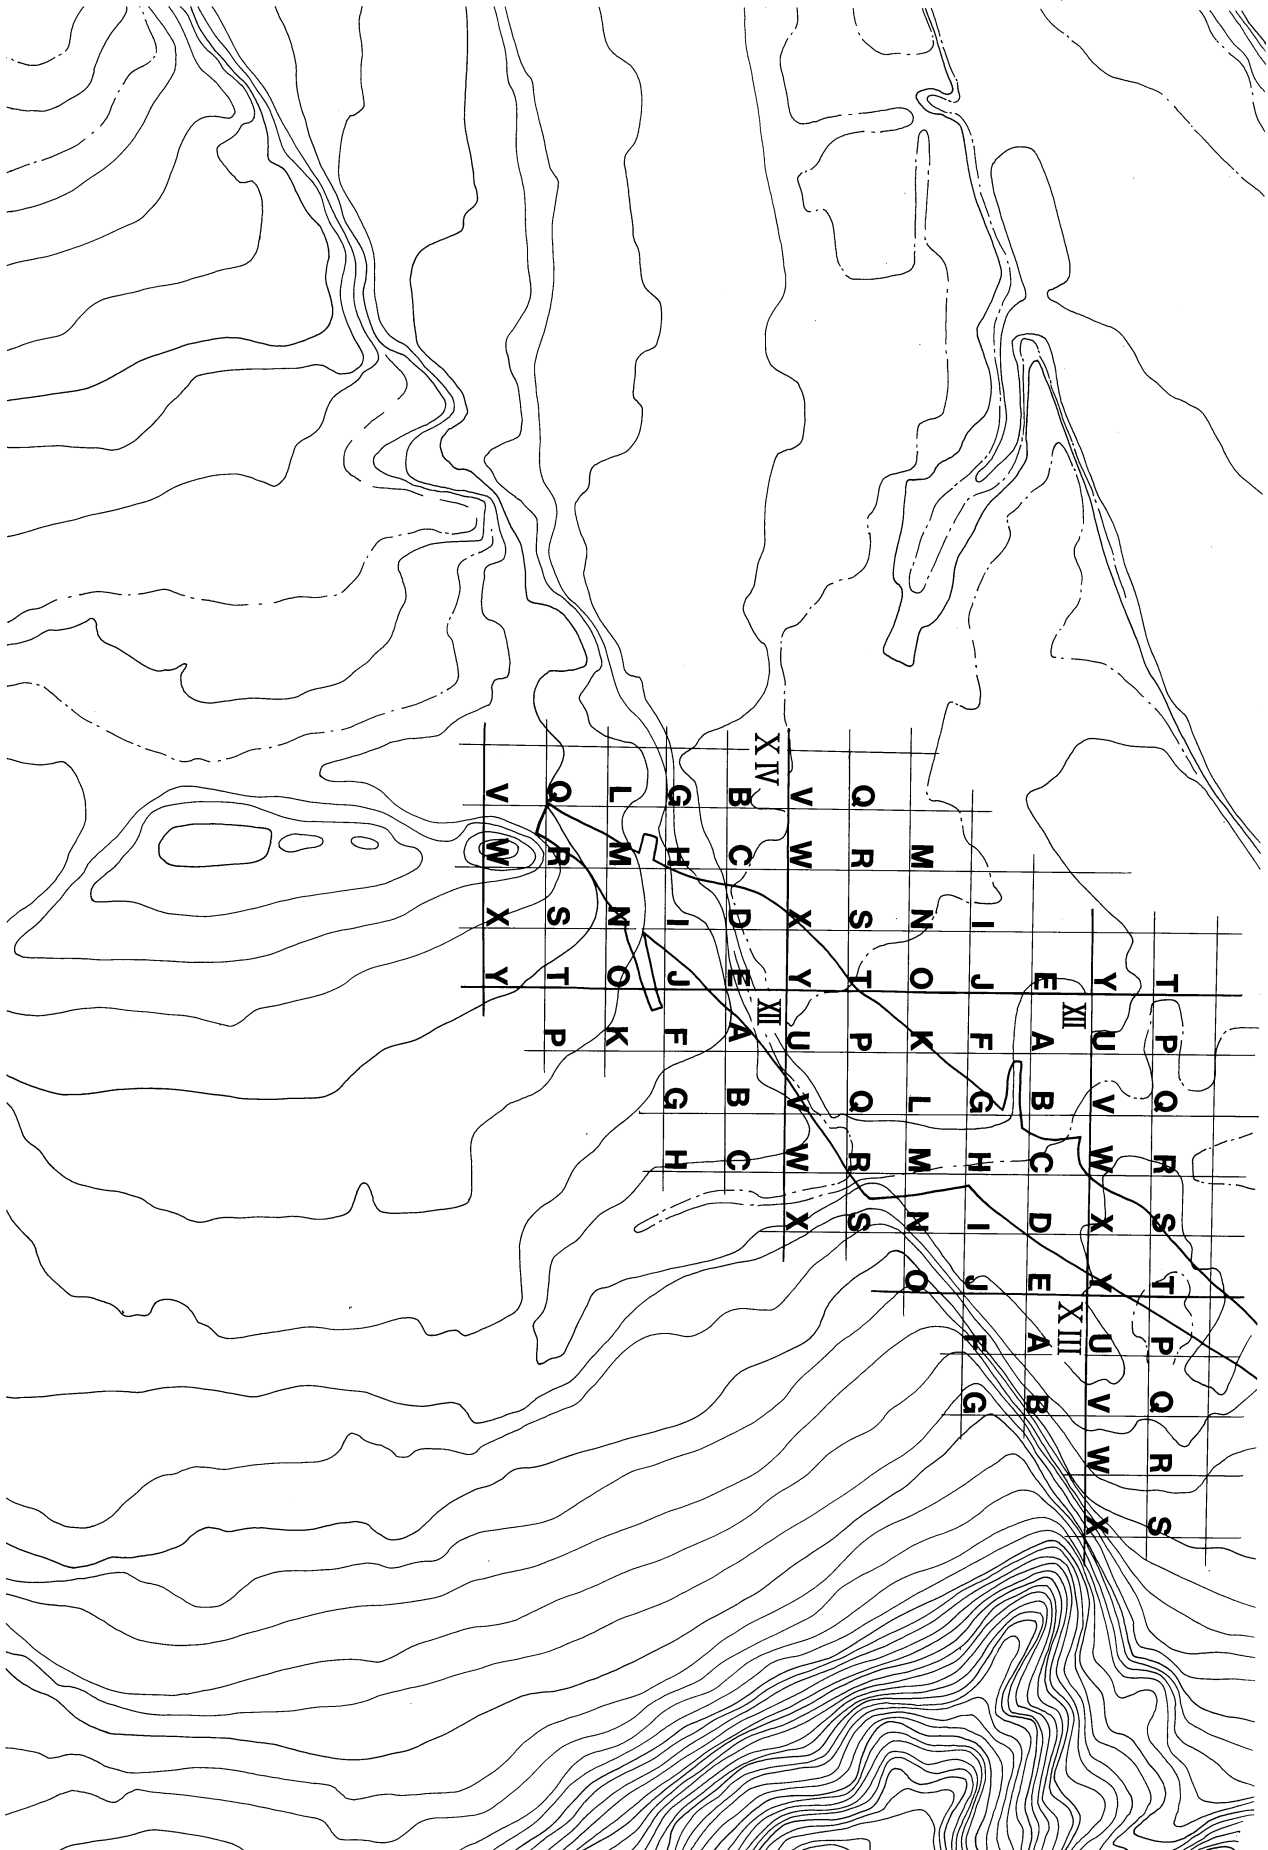 T P Q R S T P Q R S
Y U V W X Y U V W X
XII XIII
E A B C D E A B
I J F G H I J F G
M N O K L M N O
Q R S T P Q R S
V W X Y U V W X
XIV XII
B C D E A B C
G H I J F G H
L M N O K
Q R S T P
V W X Y